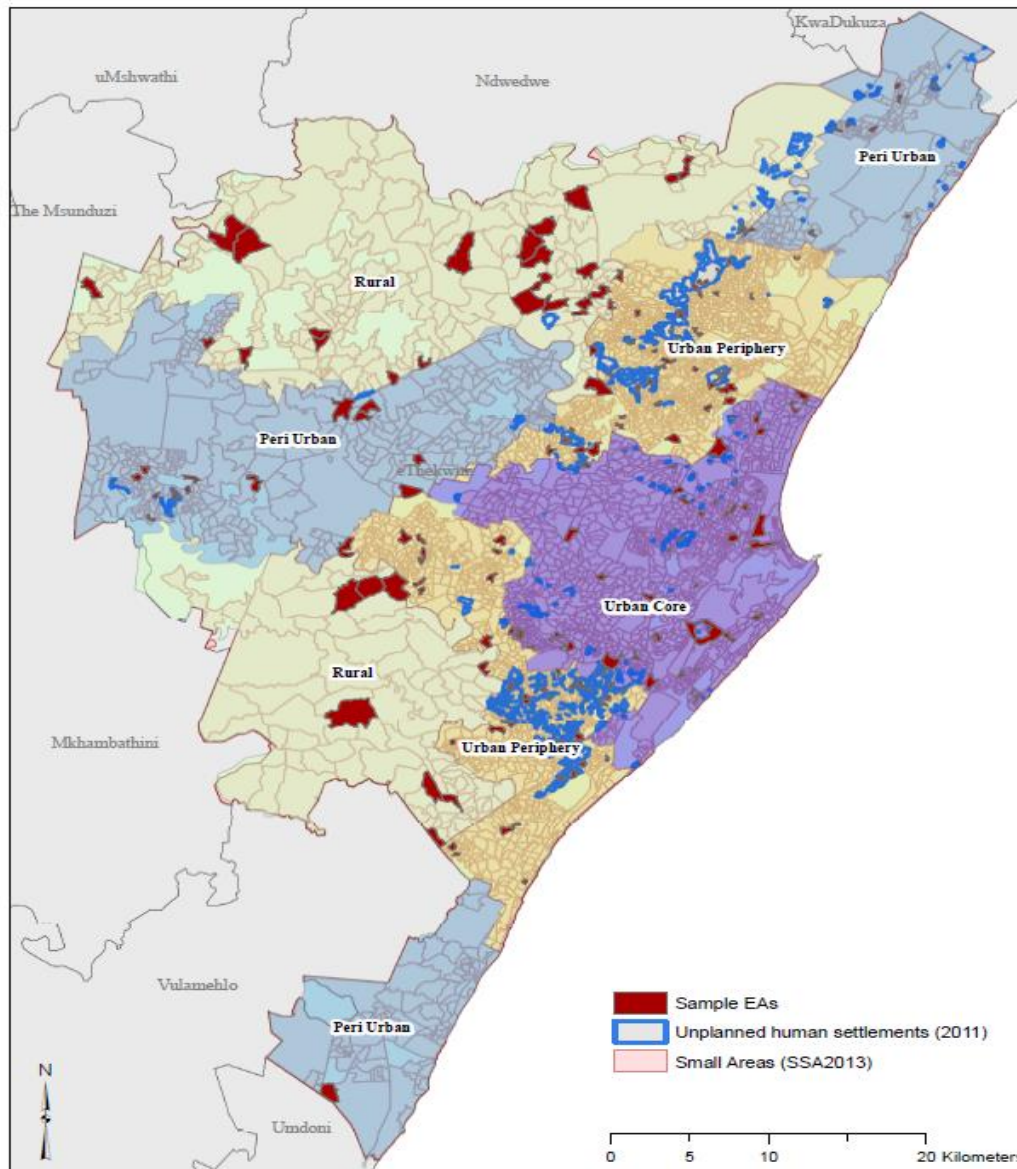 KwaDukuza
uMshwathi
Ndwedwe
Peri Urban
The Msunduzi
Rural
Urban Periphery
Peri Urban
eThekwini
Urban Core
Rural
Mkhambathini
Urban Periphery
Vulamehlo
Sample EAs
Peri Urban
Unplanned human settlements (2011)
Small Areas (SSA2013)
N
Umdoni
0 5 10 20 Kilometers